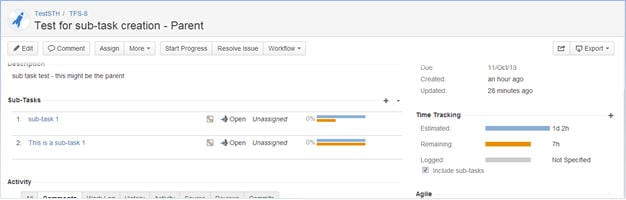 TestSTH / TFS-8
Test for sub-task creation - Parent
Edit Comment Assign More Start Progress Resolve Issue Workflow Export
Description
sub task test - this might be the parent
Sub-Tasks
1. sub-task 1 Open Unassigned 0%
2. This is a sub-task 1 Open Unassigned 0%
Activity
All Comments Work Log History Activity Source Reviews Commits
Due: 11/Oct/13
Created: an hour ago
Updated: 28 minutes ago
Time Tracking
Estimated: 1d 2h
Remaining: 7h
Logged: Not Specified
Include sub-tasks
Agile